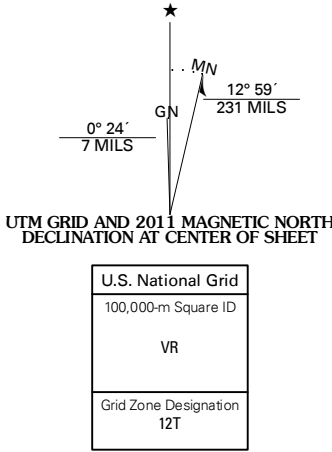 ★
MN
GN
12° 59´
231 MILS
0° 24´
7 MILS
UTM GRID AND 2011 MAGNETIC NORTH
DECLINATION AT CENTER OF SHEET
U.S. National Grid
100,000-m Square ID
VR
Grid Zone Designation
12T